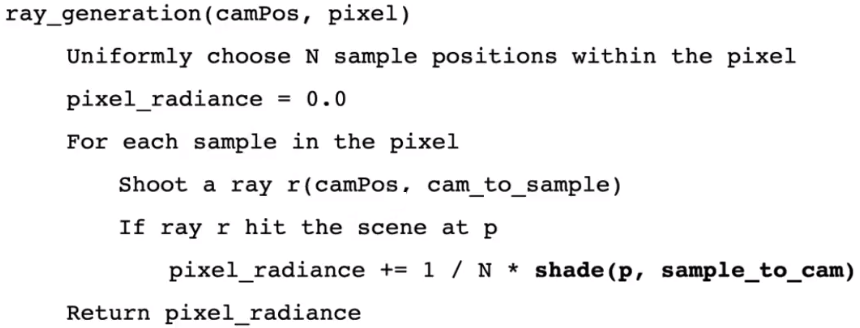 ray_generation(camPos, pixel)
Uniformly choose N sample positions within the pixel
pixel_radiance = 0.0
For each sample in the pixel
Shoot a ray r(camPos, cam_to_sample)
If ray r hit the scene at p
pixel_radiance += 1 / N * shade(p, sample_to_cam)
Return pixel_radiance